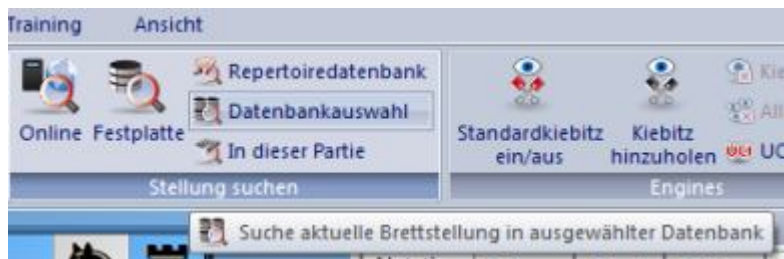 Training Ansicht
Repertoiredatenbank
Datenbankauswahl
In dieser Partie
Online Festplatte
Stellung suchen
Standardkiebitz
ein/aus
Kiebitz
hinzuholen
UCI
Engines
Suche aktuelle Brettstellung in ausgewählter Datenbank